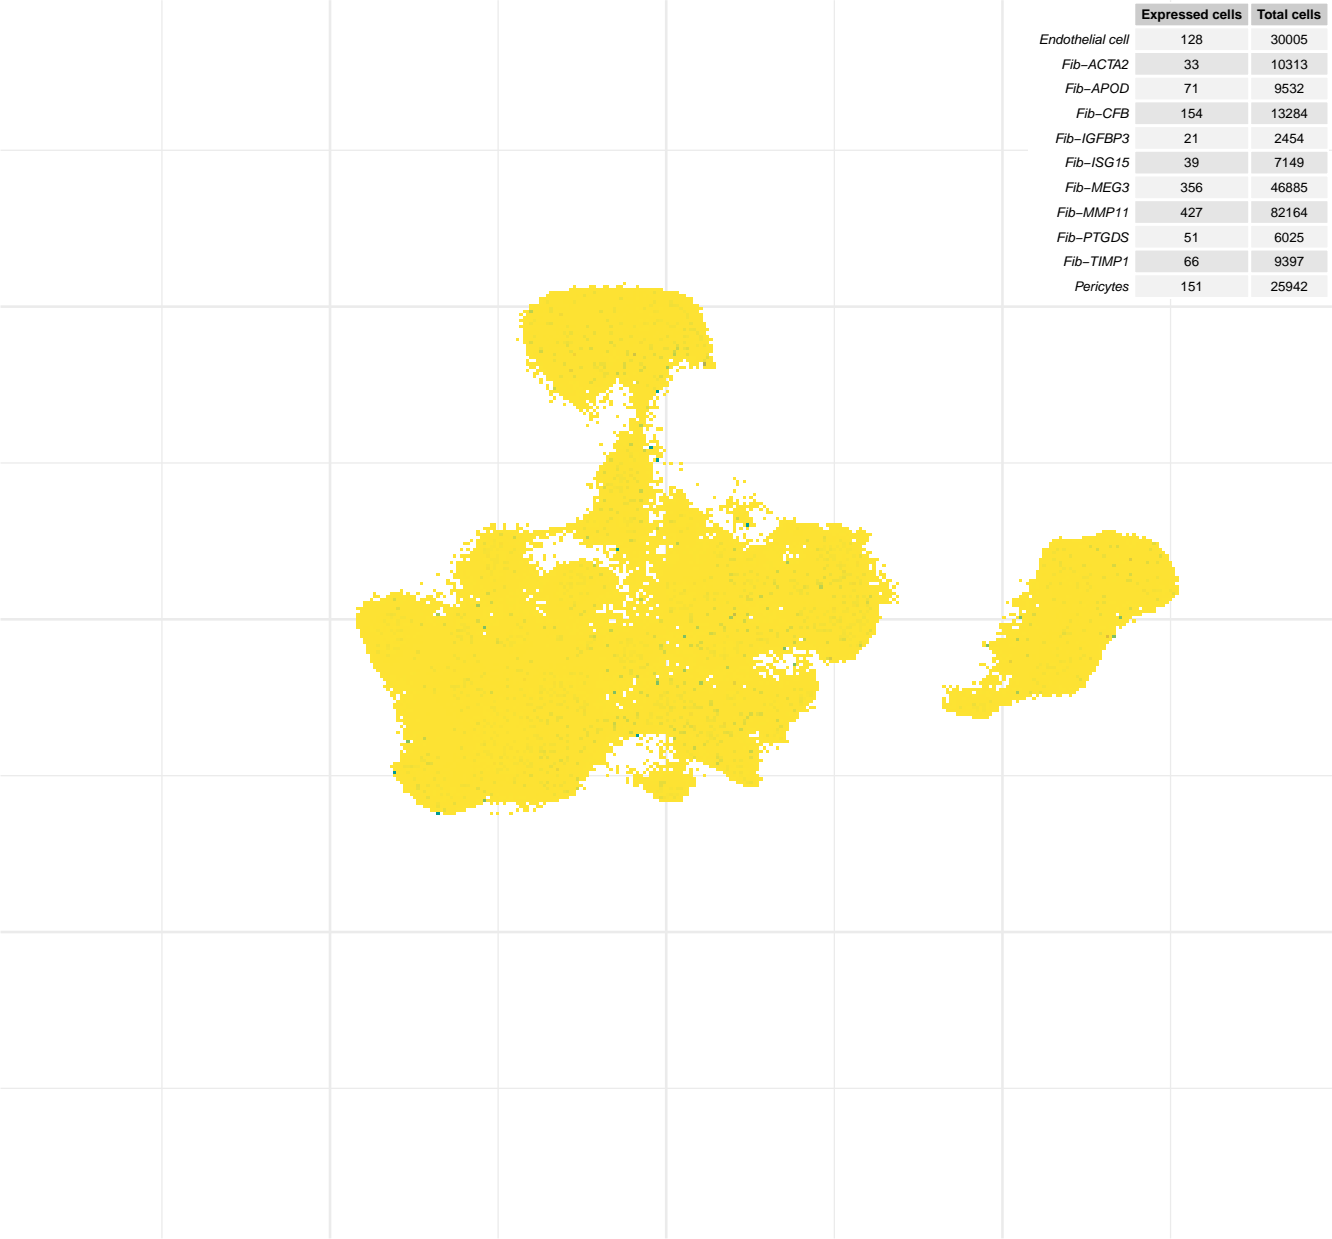 Expressed cells Total cells
Endothelial cell 128 30005
Fib−ACTA2 33 10313
Fib−APOD 71 9532
Fib−CFB 154 13284
Fib−IGFBP3 21 2454
Fib−ISG15 39 7149
Fib−MEG3 356 46885
Fib−MMP11 427 82164
Fib−PTGDS 51 6025
Fib−TIMP1 66 9397
Pericytes 151 25942